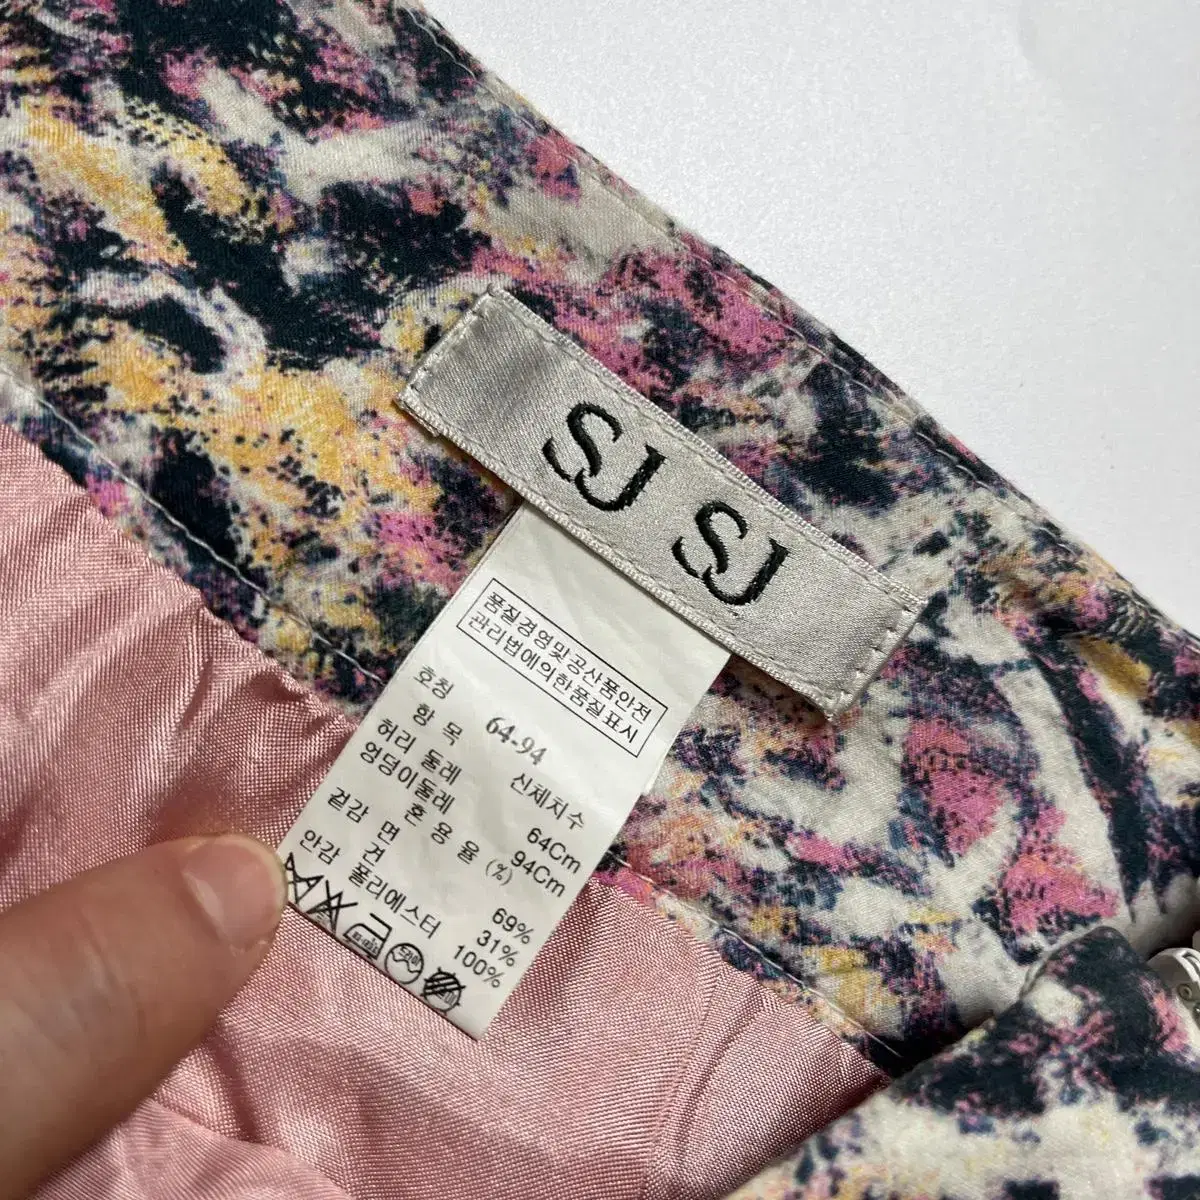 SJ SJ
품질경영및공산품안전
관리법에의한품질표시
호칭 64-94
항목 신체치수
허리둘레 64Cm
엉덩이둘레 94Cm
혼용율 (%)
겉감 면 69%
견 31%
안감 폴리에스터 100%